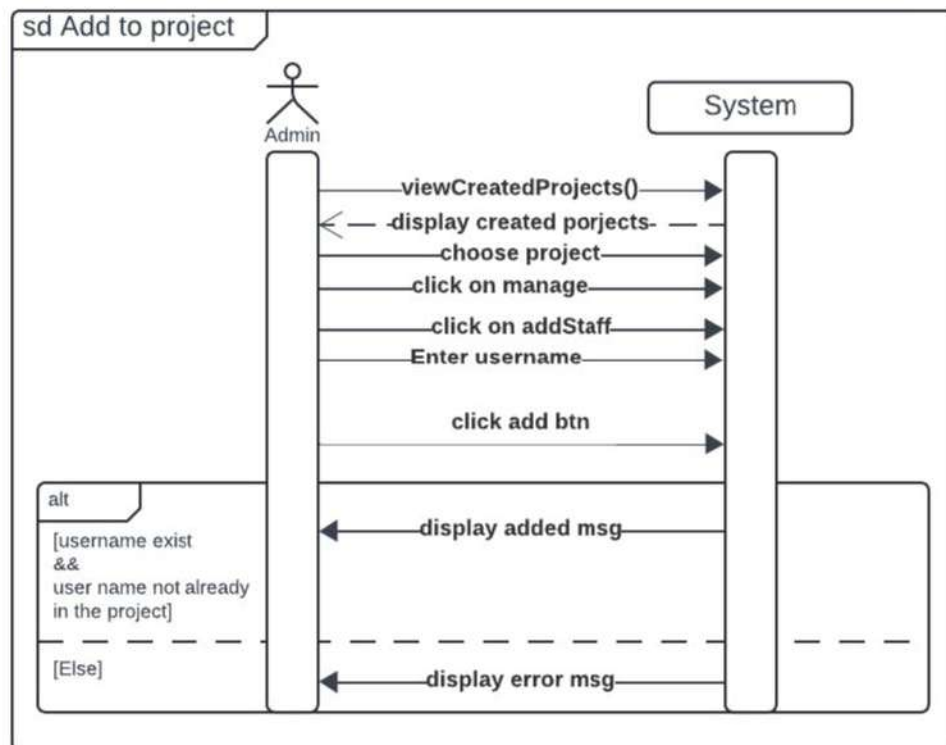 sd Add to project
Admin
System
viewCreatedProjects()
display created porjects
choose project
click on manage
click on addStaff
Enter username
click add btn
alt
[username exist
&&
user name not already
in the project]
display added msg
[Else]
display error msg